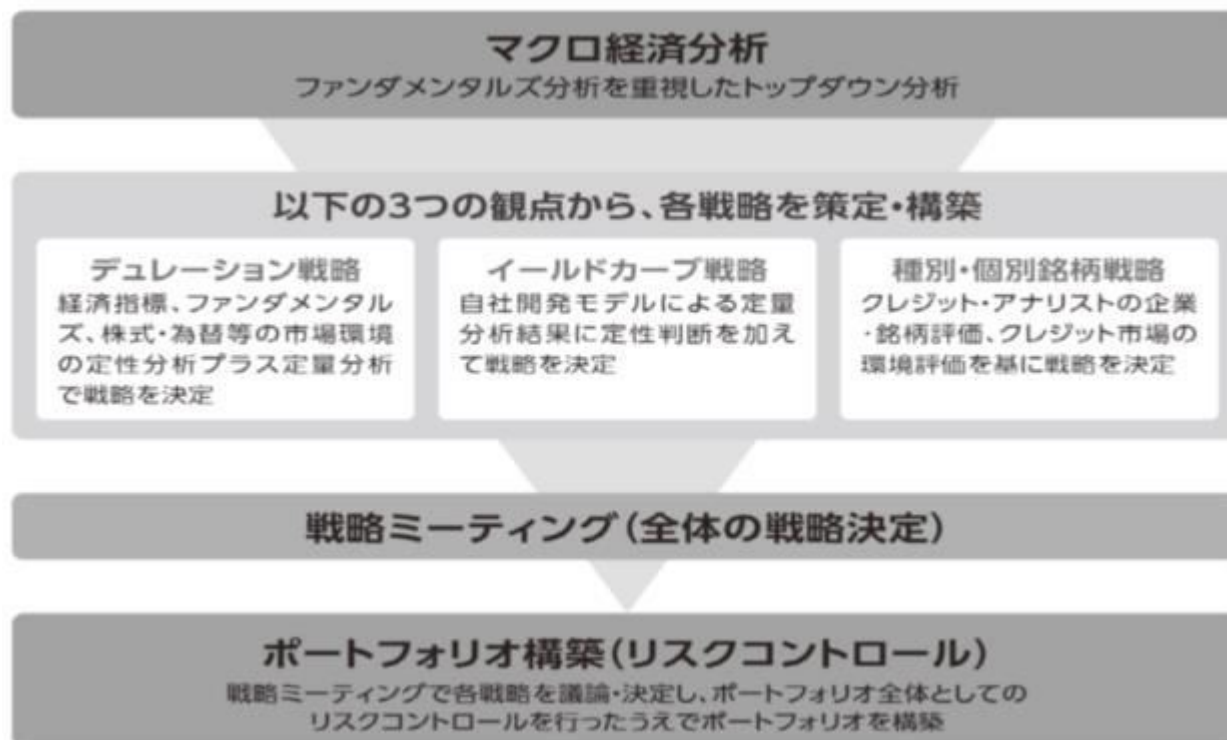 マクロ経済分析
ファンダメンタルズ分析を重視したトップダウン分析
以下の3つの観点から、各戦略を策定・構築
デュレーション戦略
経済指標、ファンダメンタル
ズ、株式・為替等の市場環境
の定性分析プラス定量分析
で戦略を決定
イールドカーブ戦略
自社開発モデルによる定量
分析結果に定性判断を加え
て戦略を決定
種別・個別銘柄戦略
クレジット・アナリストの企業
・銘柄評価、クレジット市場の
環境評価を基に戦略を決定
戦略ミーティング(全体の戦略決定)
ポートフォリオ構築(リスクコントロール)
戦略ミーティングで各戦略を議論・決定し、ポートフォリオ全体としての
リスクコントロールを行ったうえでポートフォリオを構築